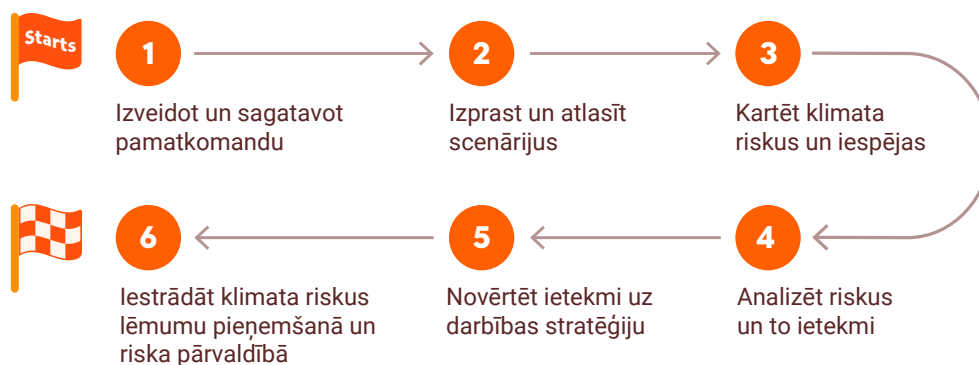 Starts
1
Izveidot un sagatavot
pamatkomandu
2
Izprast un atlasīt
scenārijus
3
Kartēt klimata
riskus un iespējas
4
Analizēt riskus
un to ietekmi
5
Novērtēt ietekmi uz
darbības stratēģiju
6
Iestrādāt klimata riskus
lēmumu pieņemšanā un
riska pārvaldībā